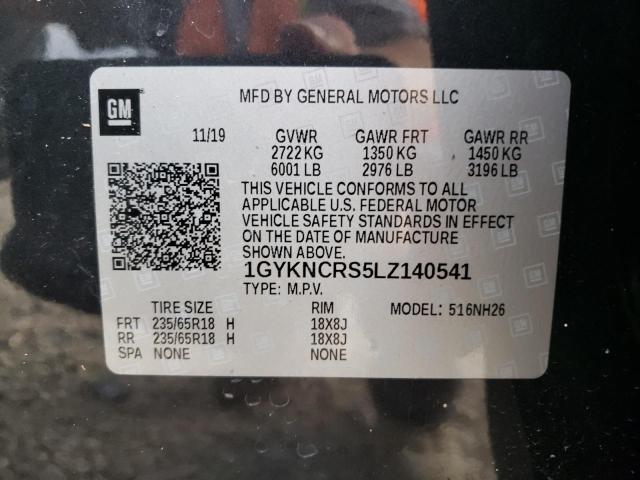 GM
MFD BY GENERAL MOTORS LLC
11/19 GVWR GAWR FRT GAWR RR
2722 KG 1350 KG 1450 KG
6001 LB 2976 LB 3196 LB
THIS VEHICLE CONFORMS TO ALL
APPLICABLE U.S. FEDERAL MOTOR
VEHICLE SAFETY STANDARDS IN EFFECT
ON THE DATE OF MANUFACTURE
SHOWN ABOVE.
1GYKNCRS5LZ140541
TYPE: M.P.V.
TIRE SIZE RIM MODEL: 516NH26
FRT 235/65R18 H 18X8J
RR 235/65R18 H 18X8J
SPA NONE NONE